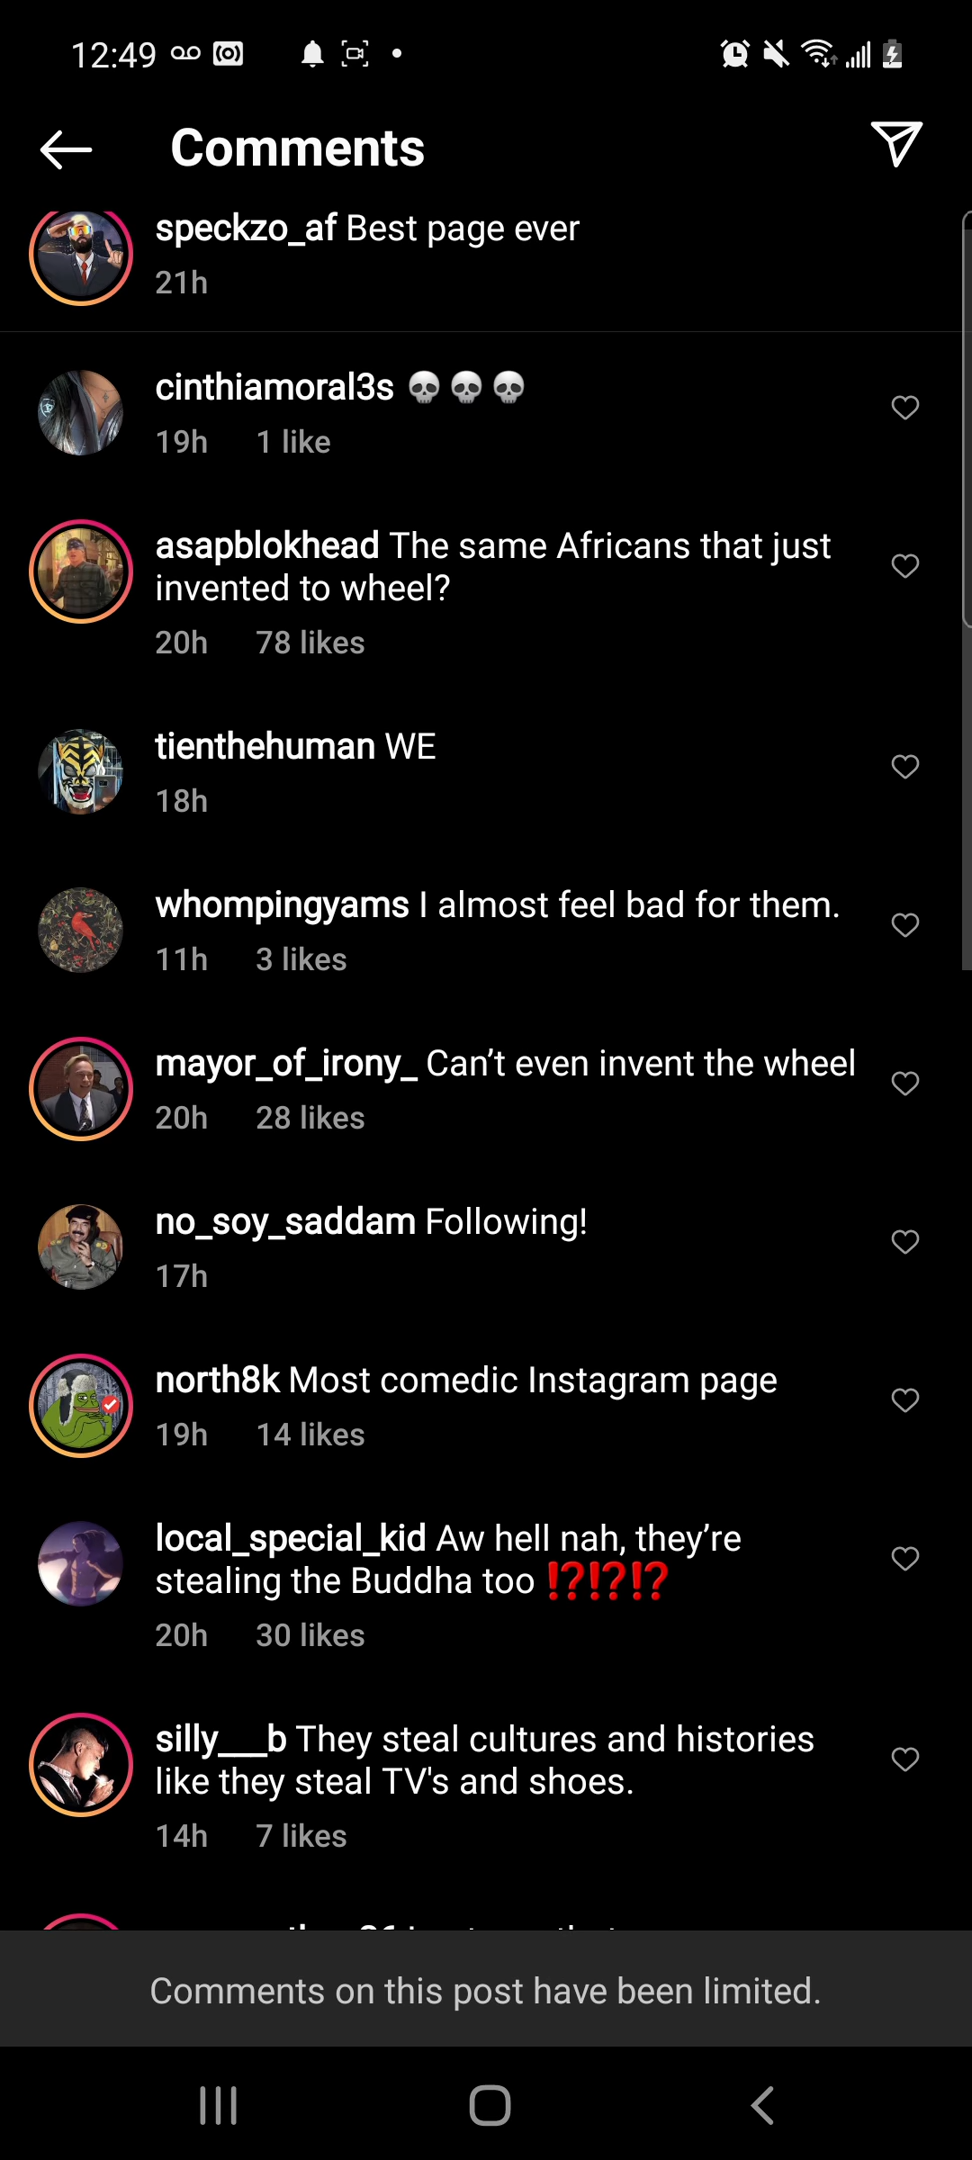 12:49
Comments
speckzo_af Best page ever
21h
cinthiamoral3s 💀💀💀
19h 1 like
asapblokhead The same Africans that just
invented to wheel?
20h 78 likes
tienthehuman WE
18h
whompingyams I almost feel bad for them.
11h 3 likes
mayor_of_irony_ Can’t even invent the wheel
20h 28 likes
no_soy_saddam Following!
17h
north8k Most comedic Instagram page
19h 14 likes
local_special_kid Aw hell nah, they’re
stealing the Buddha too ⁉️⁉️⁉️
20h 30 likes
silly___b They steal cultures and histories
like they steal TV's and shoes.
14h 7 likes
Comments on this post have been limited.